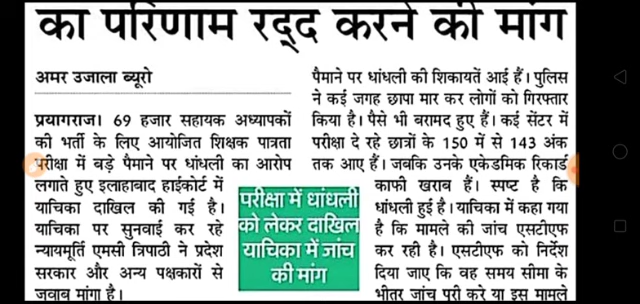 का परिणाम रद्द करने की मांग
अमर उजाला ब्यूरो
प्रयागराज। 69 हजार सहायक अध्यापकों
की भर्ती के लिए आयोजित शिक्षक पात्रता
परीक्षा में बड़े पैमाने पर धांधली का आरोप
लगाते हुए इलाहाबाद हाईकोर्ट में
याचिका दाखिल की गई है।
याचिका पर सुनवाई कर रहे
न्यायमूर्ति एमसी त्रिपाठी ने प्रदेश
सरकार और अन्य पक्षकारों से
जवाब मांगा है।
परीक्षा में धांधली
को लेकर दाखिल
याचिका में जांच
की मांग
पैमाने पर धांधली की शिकायतें आई हैं। पुलिस
ने कई जगह छापा मार कर लोगों को गिरफ्तार
किया है। पैसे भी बरामद हुए हैं। कई सेंटर में
परीक्षा दे रहे छात्रों के 150 में से 143 अंक
तक आए हैं। जबकि उनके एकेडमिक रिकार्ड
काफी खराब हैं। स्पष्ट है कि
धांधली हुई है। याचिका में कहा गया
है कि मामले की जांच एसटीएफ
कर रही है। एसटीएफ को निर्देश
दिया जाए कि वह समय सीमा के
भीतर जांच पूरी करे या इस मामले